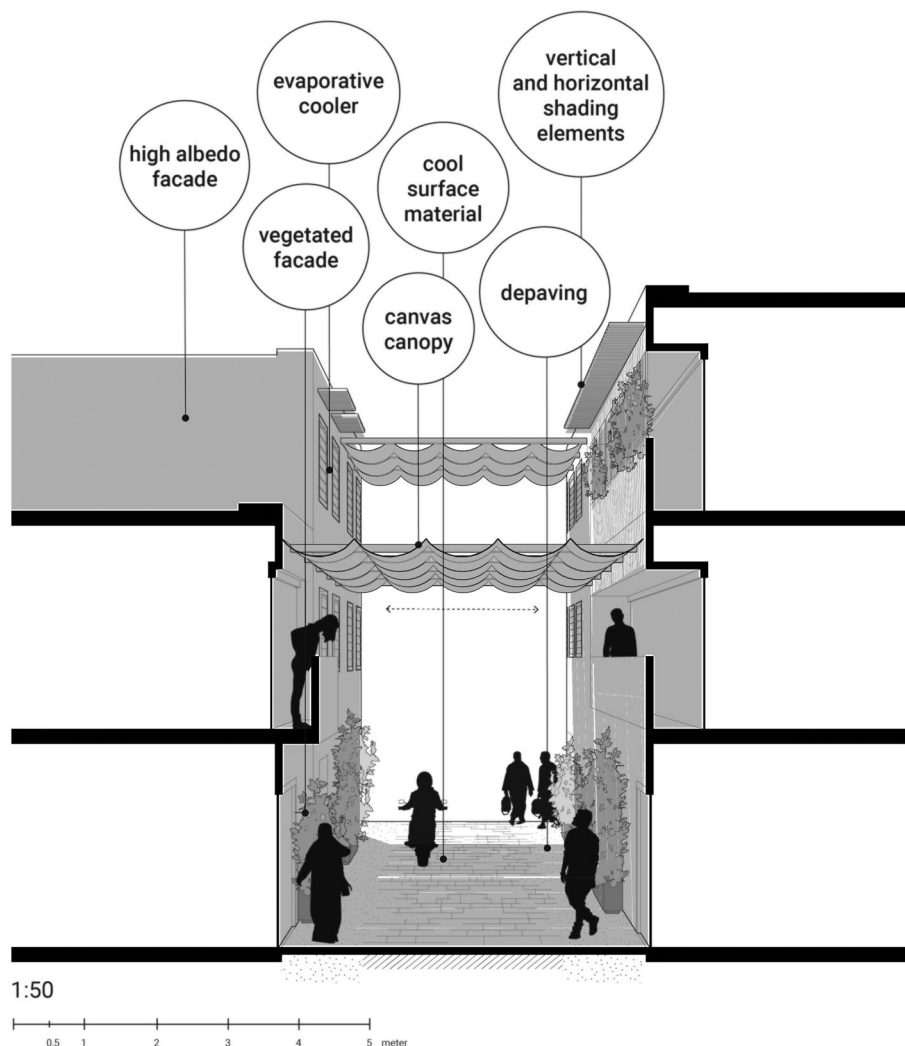 evaporative
cooler
vertical
and horizontal
shading
elements
high albedo
facade
cool
surface
material
vegetated
facade
depaving
canvas
canopy
1:50
0.5 1 2 3 4 5 meter